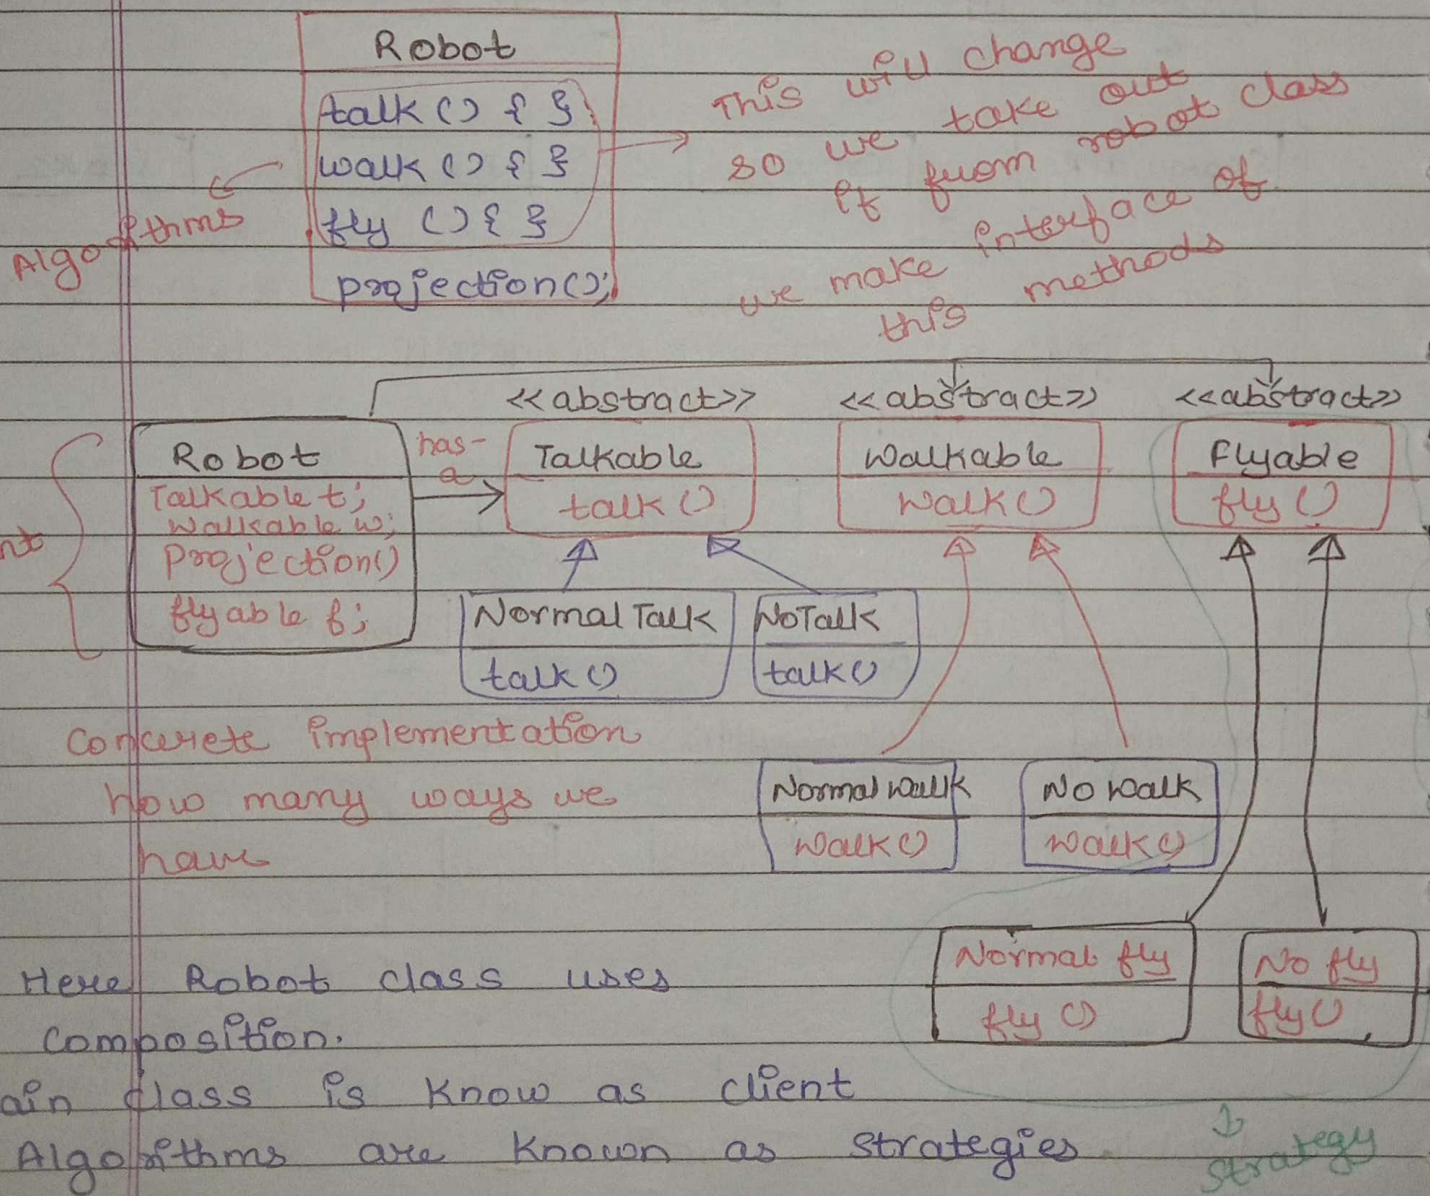 Robot
talk () { }
walk () { }
fly () { }
projection();
Algorithms
This will change
so we take out
it from robot class
we make interface of
this methods
<<abstract>> <<abstract>> <<abstract>>
Robot
Talkable t;
Walkable w;
Projection()
flyable f;
has-
a
Talkable
talk ()
Walkable
walk ()
Flyable
fly ()
nt
Normal Talk
talk ()
NoTalk
talk ()
Concrete implementation
how many ways we
have
Normal walk
walk ()
No walk
walk ()
Normal fly
fly ()
No fly
fly ()
Here Robot class uses
Composition.
ain class is know as client
Algorithms are known as strategies.
strategy